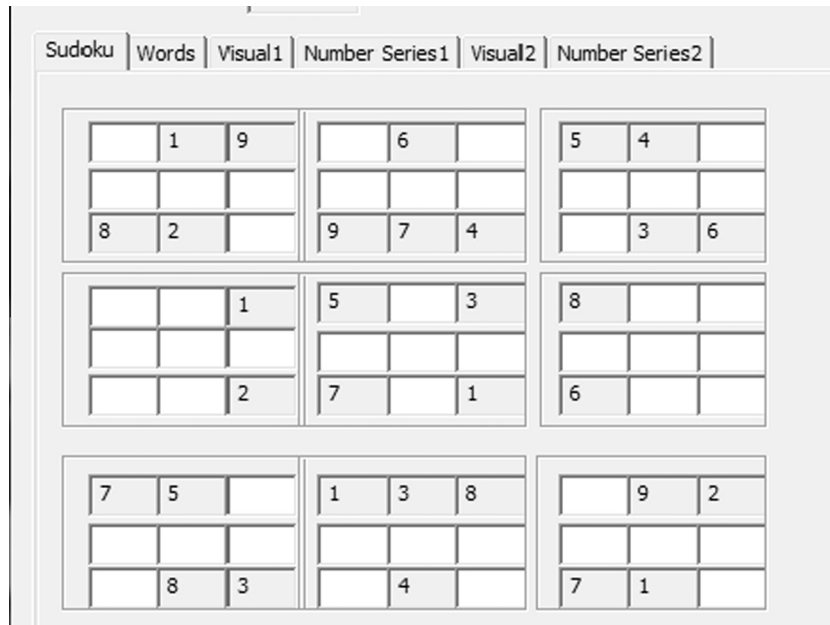 Sudoku Words Visual1 Number Series1 Visual2 Number Series2
1 9 6 5 4
8 2 9 7 4 3 6
1 5 3 8
2 7 1 6
7 5 1 3 8 9 2
8 3 4 7 1